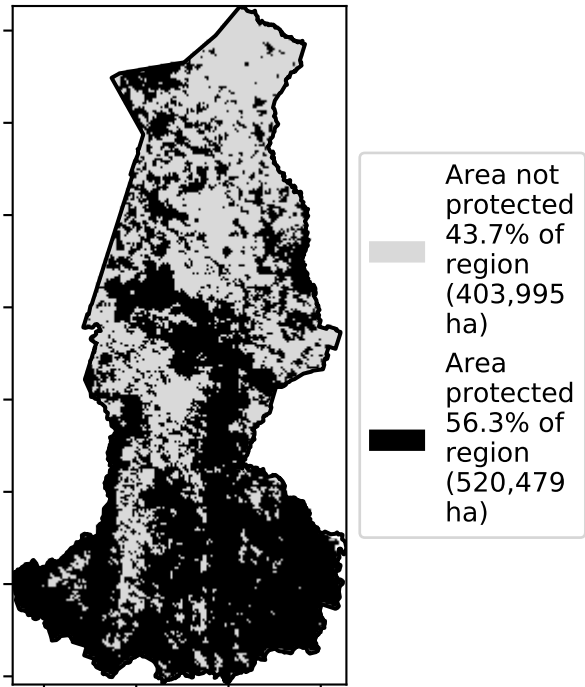 Area not
protected
43.7% of
region
(403,995
ha)
Area
protected
56.3% of
region
(520,479
ha)